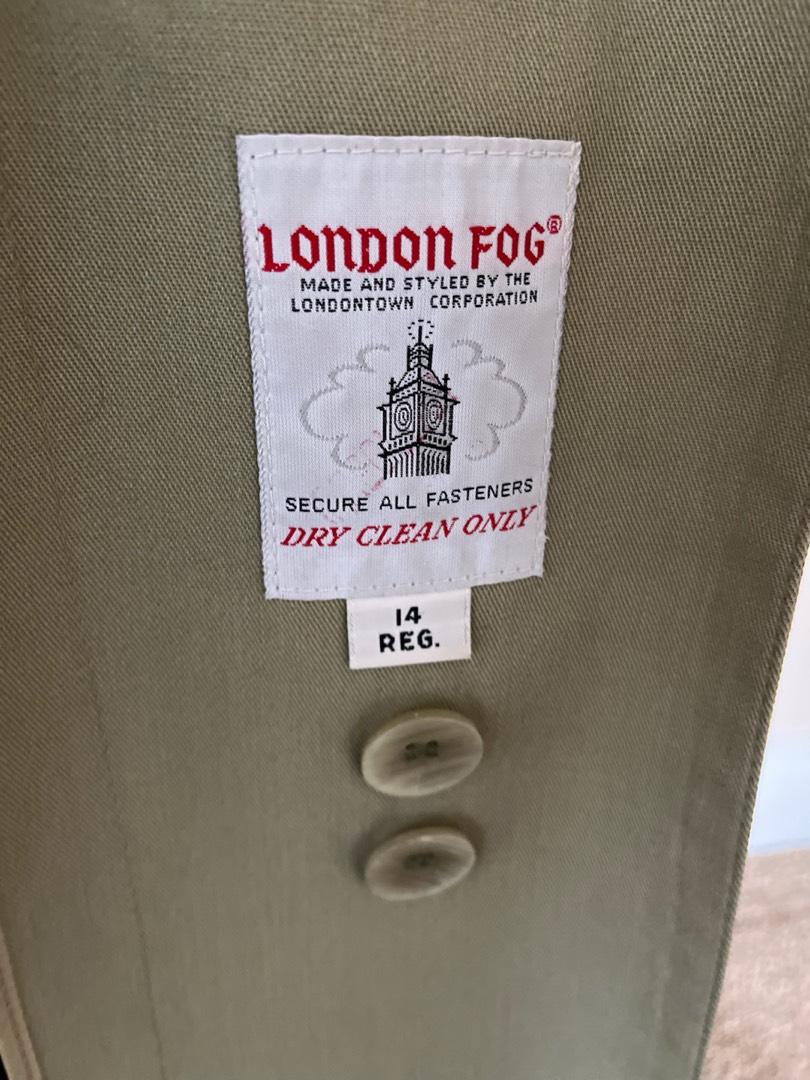 LONDON FOG®
MADE AND STYLED BY THE
LONDONTOWN CORPORATION
SECURE ALL FASTENERS
DRY CLEAN ONLY
14
REG.